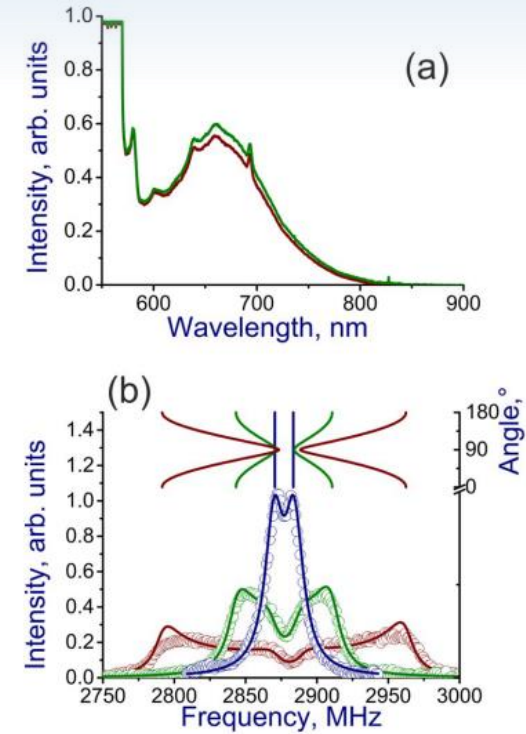 (a)
Intensity, arb. units
1.0
0.8
0.6
0.4
0.2
0.0
600 700 800 900
Wavelength, nm
(b)
Intensity, arb. units
1.4
1.2
1.0
0.8
0.6
0.4
0.2
0.0
180
90
0
Angle,°
2750 2800 2850 2900 2950 3000
Frequency, MHz